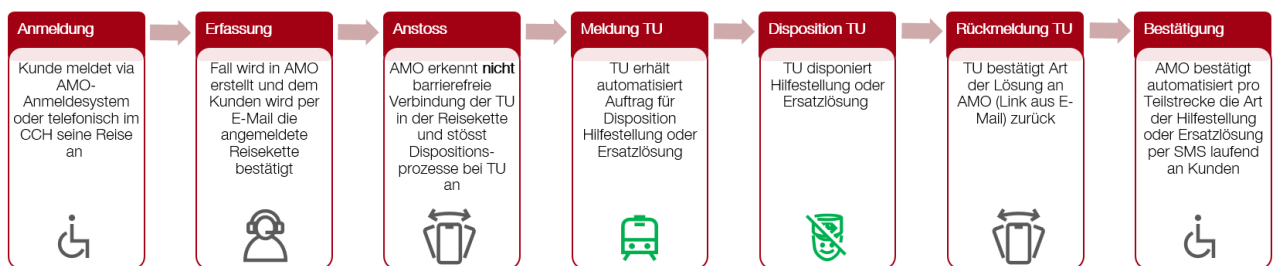 Anmeldung
Kunde meldet via
AMO-
Anmeldesystem
oder telefonisch im
CCH seine Reise
an
Erfassung
Fall wird in AMO
erstellt und dem
Kunden wird per
E-Mail die
angemeldete
Reisekette
bestätigt
Anstoss
AMO erkennt nicht
barrierefreie
Verbindung der TU
in der Reisekette
und stösst
Dispositions-
prozesse bei TU
an
Meldung TU
TU erhält
automatisiert
Auftrag für
Disposition
Hilfestellung oder
Ersatzlösung
Disposition TU
TU disponiert
Hilfestellung oder
Ersatzlösung
Rückmeldung TU
TU bestätigt Art
der Lösung an
AMO (Link aus E-
Mail) zurück
Bestätigung
AMO bestätigt
automatisiert pro
Teilstrecke die Art
der Hilfestellung
oder Ersatzlösung
per SMS laufend
an Kunden